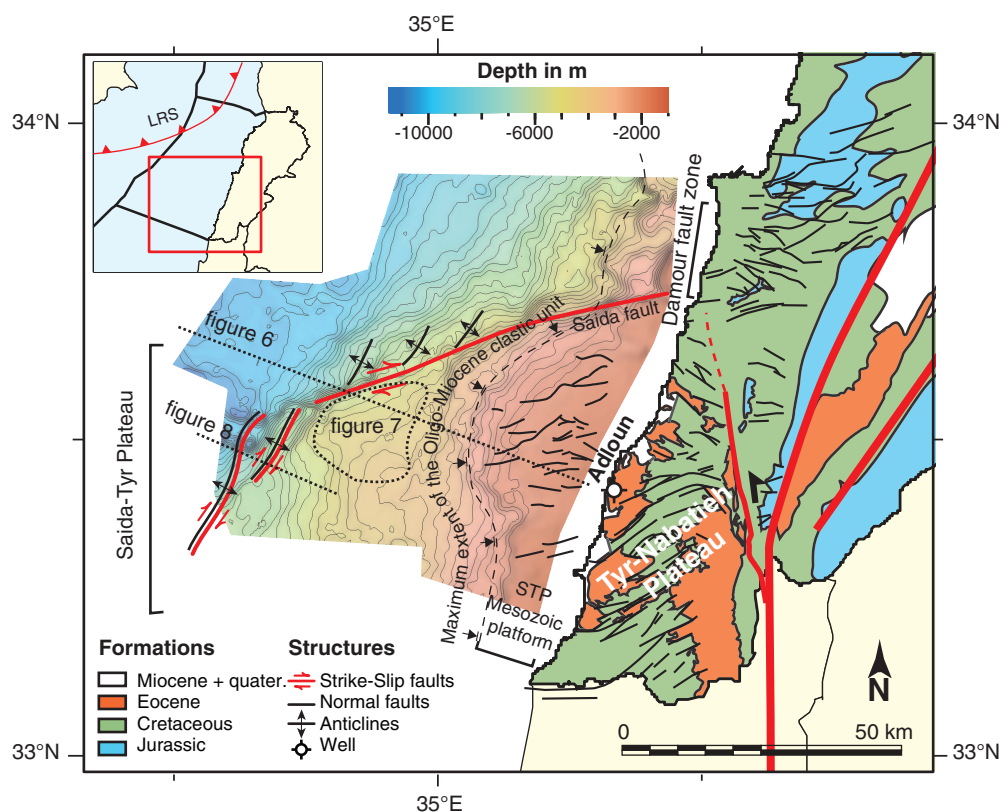 35°E
Depth in m
-10000
-6000
-2000
34°N
34°N
LRS
Damour fault zone
Saida fault
figure 6
Maximum extent of the Oligo-Miocene clastic unit
figure 7
figure 8
Saida-Tyr Plateau
Adloun
Tyr-Nabatieh
Plateau
STP
Mesozoic
platform
Formations
Miocene + quater.
Eocene
Cretaceous
Jurassic
Structures
Strike-Slip faults
Normal faults
Anticlines
Well
N
0
50 km
33°N
33°N
35°E